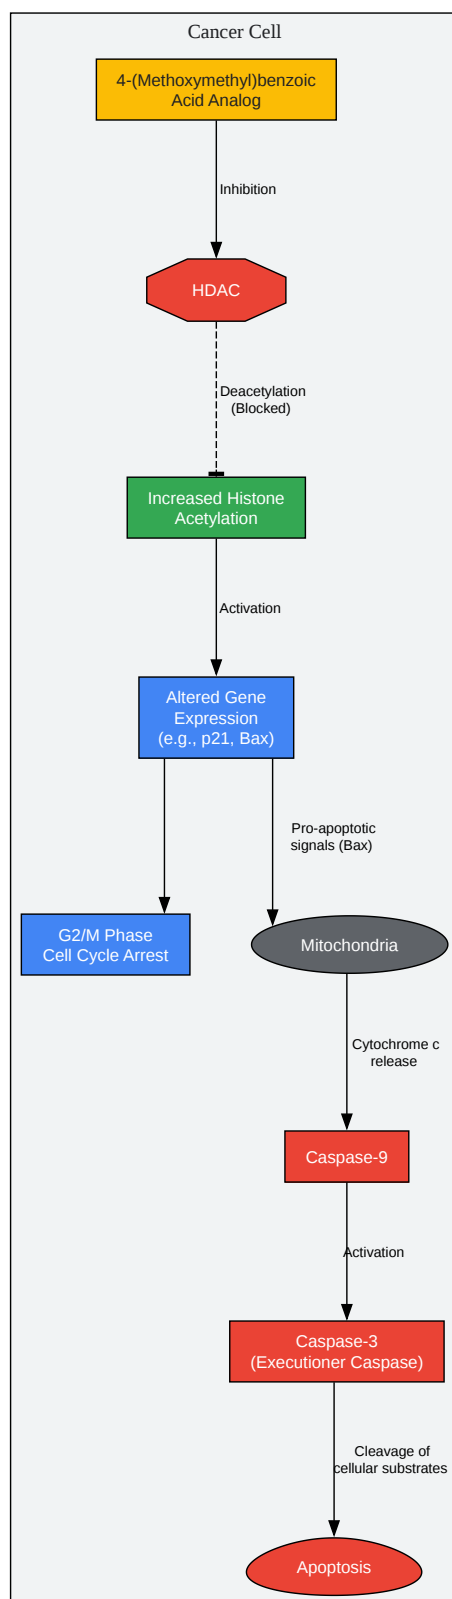 Cancer Cell
4-(Methoxymethyl)benzoic
Acid Analog
Inhibition
HDAC
Deacetylation
(Blocked)
Increased Histone
Acetylation
Activation
Altered Gene
Expression
(e.g., p21, Bax)
Pro-apoptotic
signals (Bax)
G2/M Phase
Cell Cycle Arrest
Mitochondria
Cytochrome c
release
Caspase-9
Activation
Caspase-3
(Executioner Caspase)
Cleavage of
cellular substrates
Apoptosis